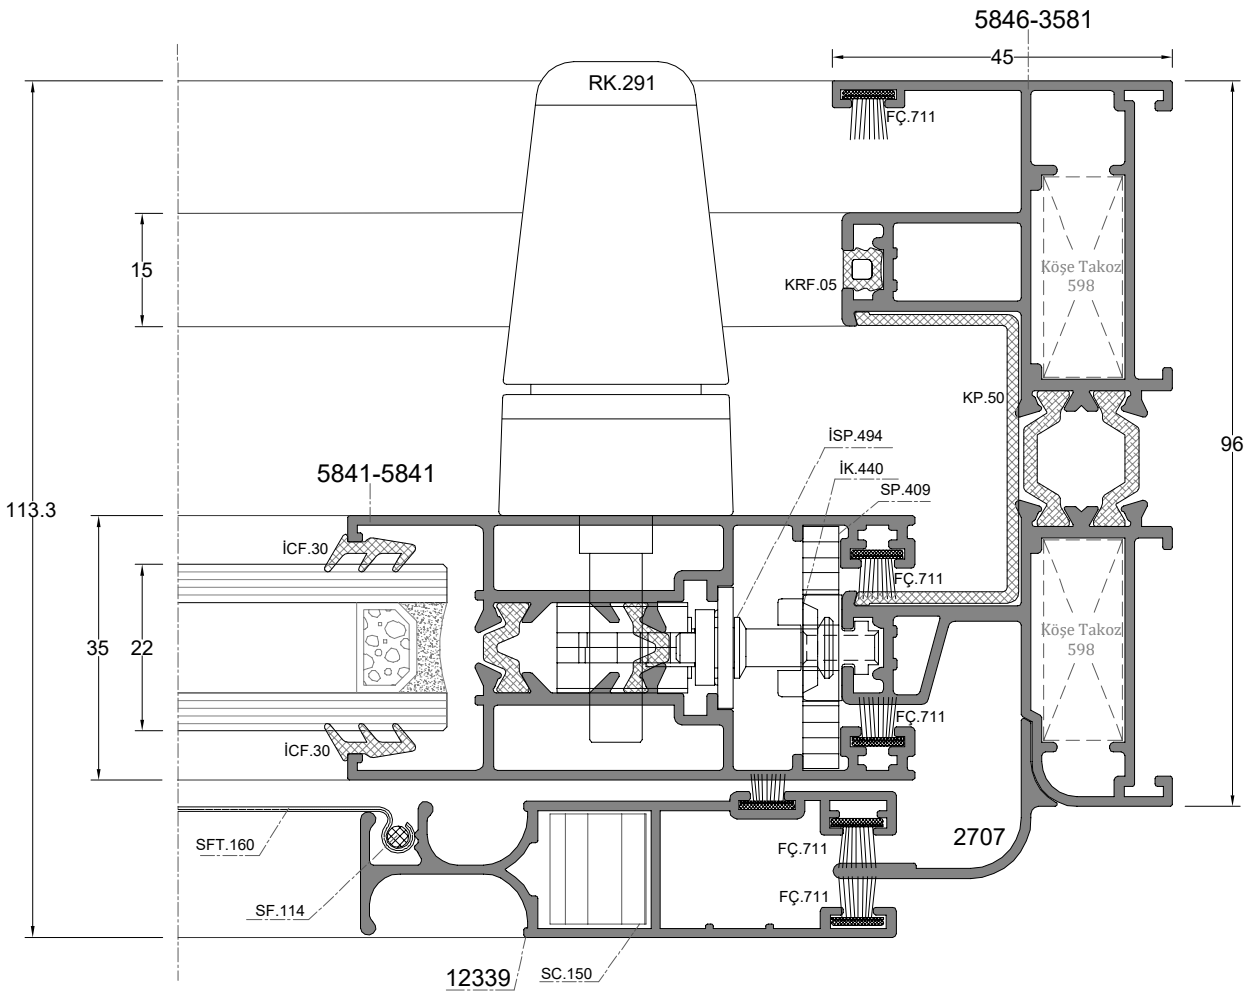 5846-3581
45
RK.291
FÇ.711
15
KRF.05
Köşe Takoz
598
KP.50
İSP.494
96
İK.440
5841-5841
SP.409
113.3
İCF.30
FÇ.711
35
22
Köşe Takoz
598
FÇ.711
İCF.30
SFT.160
FÇ.711
2707
FÇ.711
SF.114
12339
SC.150